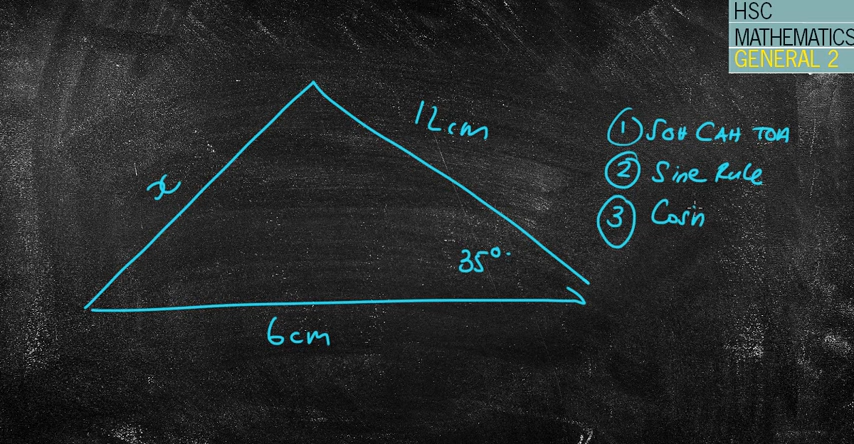 HSC
MATHEMATICS
GENERAL 2
12cm
x
35°
6cm
① SOH CAH TOA
② Sine Rule
③ Cosin